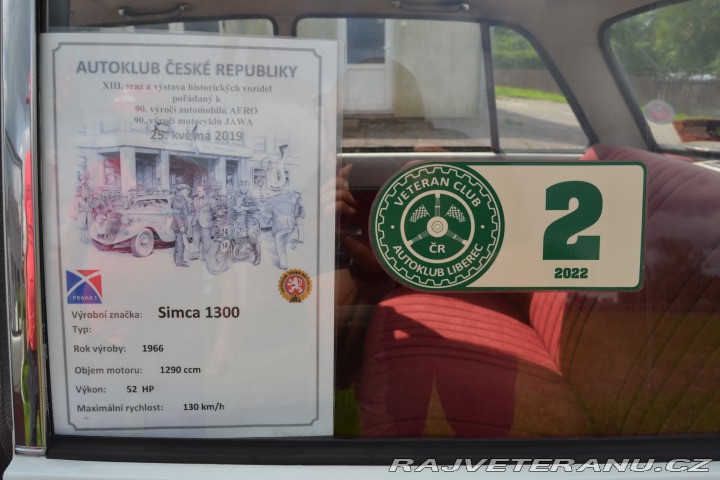 AUTOKLUB ČESKÉ REPUBLIKY
XIII. sraz a výstava historických vozidel
pořádaný k
90. výročí automobilů AERO
90. výročí motocyklů JAWA
25. května 2019
PRAHA 1
Výrobní značka: Simca 1300
Typ:
Rok výroby: 1966
Objem motoru: 1290 ccm
Výkon: 52 HP
Maximální rychlost: 130 km/h
VETERAN CLUB
ČR
AUTOKLUB LIBEREC
2
2022
RAJVETERANU.CZ